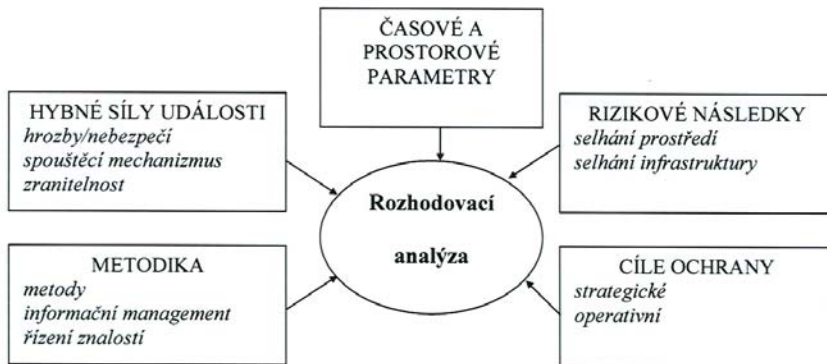 ČASOVÉ A
PROSTOROVÉ
PARAMETRY
HYBNÉ SÍLY UDÁLOSTI
hrozby/nebezpečí
spouštěcí mechanizmus
zranitelnost
RIZIKOVÉ NÁSLEDKY
selhání prostředí
selhání infrastruktury
Rozhodovací
analýza
METODIKA
metody
informační management
řízení znalostí
CÍLE OCHRANY
strategické
operativní